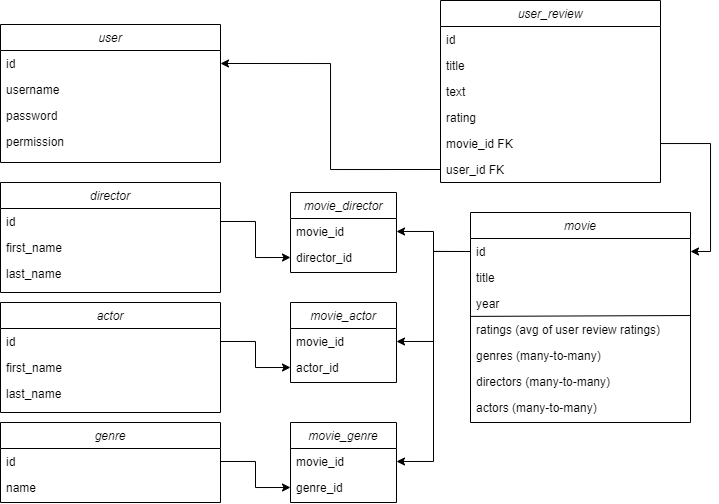 user
id
username
password
permission
user_review
id
title
text
rating
movie_id FK
user_id FK
director
id
first_name
last_name
movie_director
movie_id
director_id
movie
id
title
year
ratings (avg of user review ratings)
genres (many-to-many)
directors (many-to-many)
actors (many-to-many)
actor
id
first_name
last_name
movie_actor
movie_id
actor_id
genre
id
name
movie_genre
movie_id
genre_id